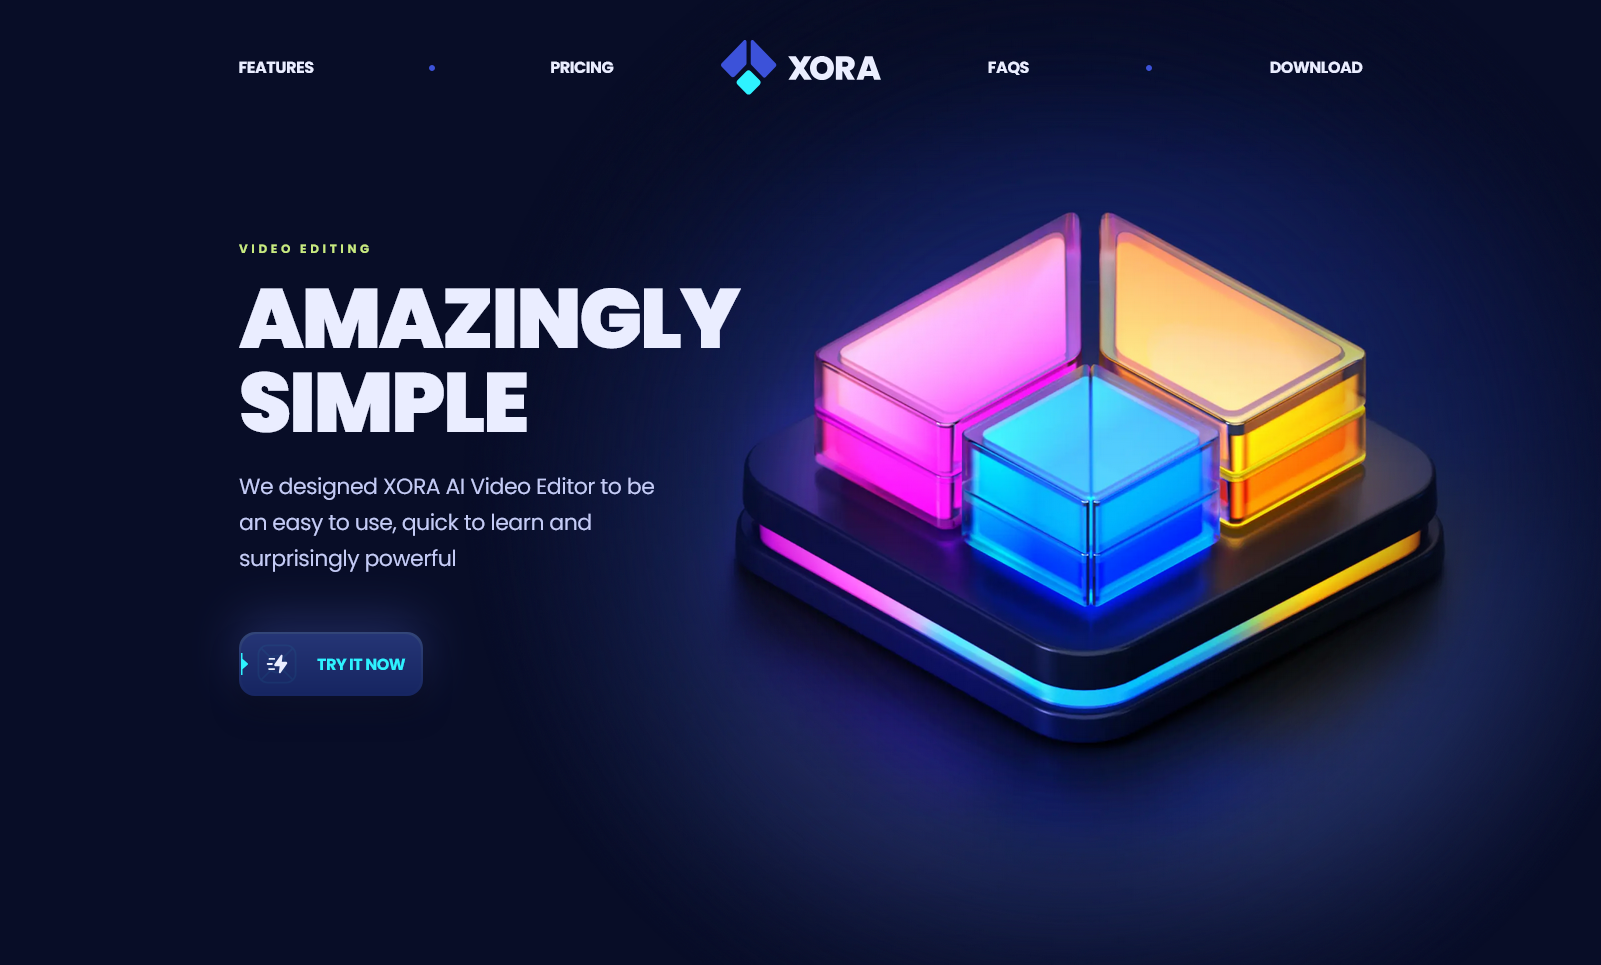 FEATURES
PRICING
XORA
FAQS
DOWNLOAD
VIDEO EDITING
AMAZINGLY
SIMPLE
We designed XORA AI Video Editor to be
an easy to use, quick to learn and
surprisingly powerful
TRY IT NOW